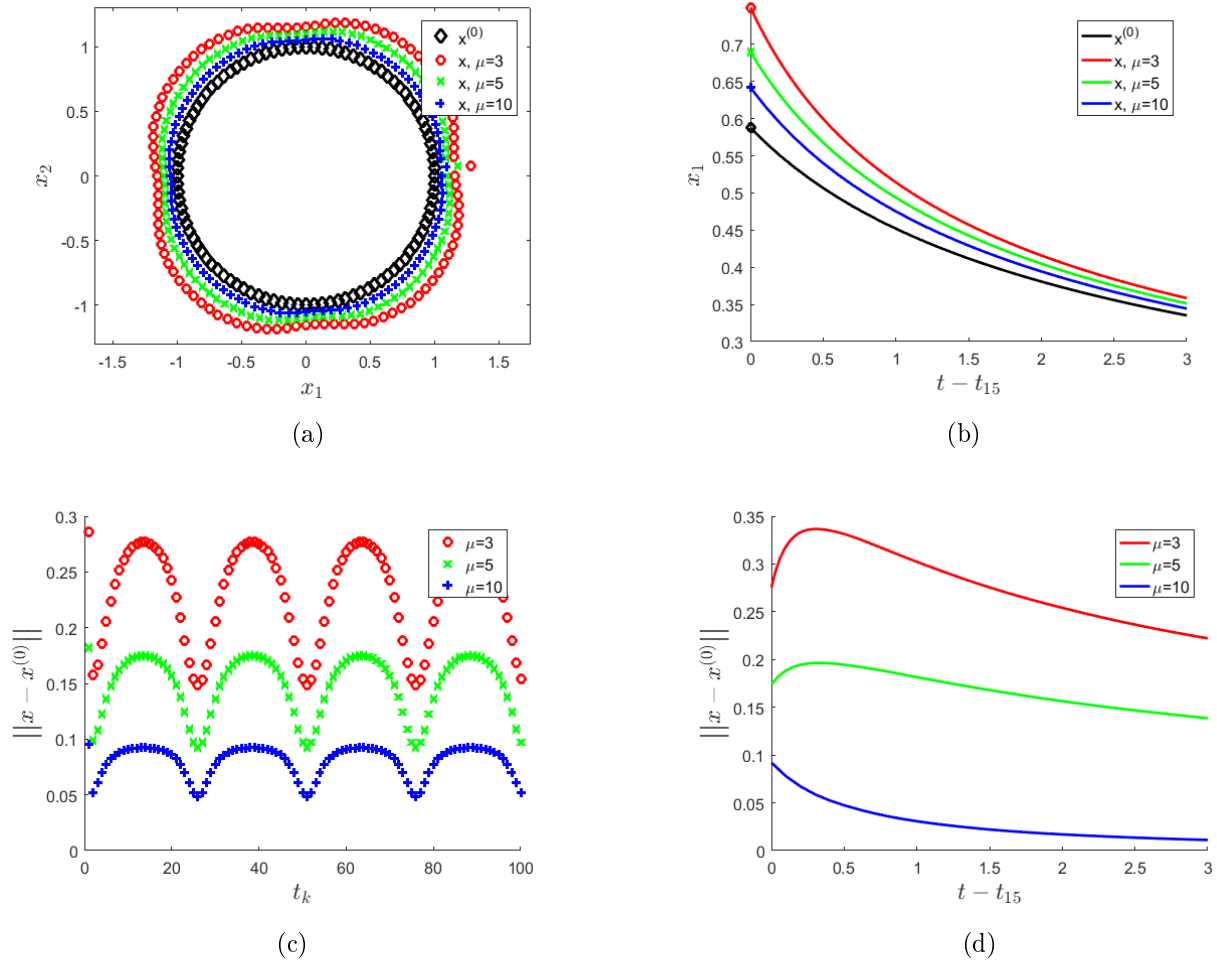 1
0.5
0
-0.5
-1
x₂
-1.5 -1 -0.5 0 0.5 1 1.5
x₁
x⁽⁰⁾
x, μ=3
x, μ=5
x, μ=10
(a)
0.7
0.65
0.6
0.55
0.5
0.45
0.4
0.35
0.3
x₁
0 0.5 1 1.5 2 2.5 3
t − t₁₅
x⁽⁰⁾
x, μ=3
x, μ=5
x, μ=10
(b)
0.3
0.25
0.2
0.15
0.1
0.05
0
||x − x⁽⁰⁾||
0 20 40 60 80 100
t_k
μ=3
μ=5
μ=10
(c)
0.35
0.3
0.25
0.2
0.15
0.1
0.05
0
||x − x⁽⁰⁾||
0 0.5 1 1.5 2 2.5 3
t − t₁₅
μ=3
μ=5
μ=10
(d)